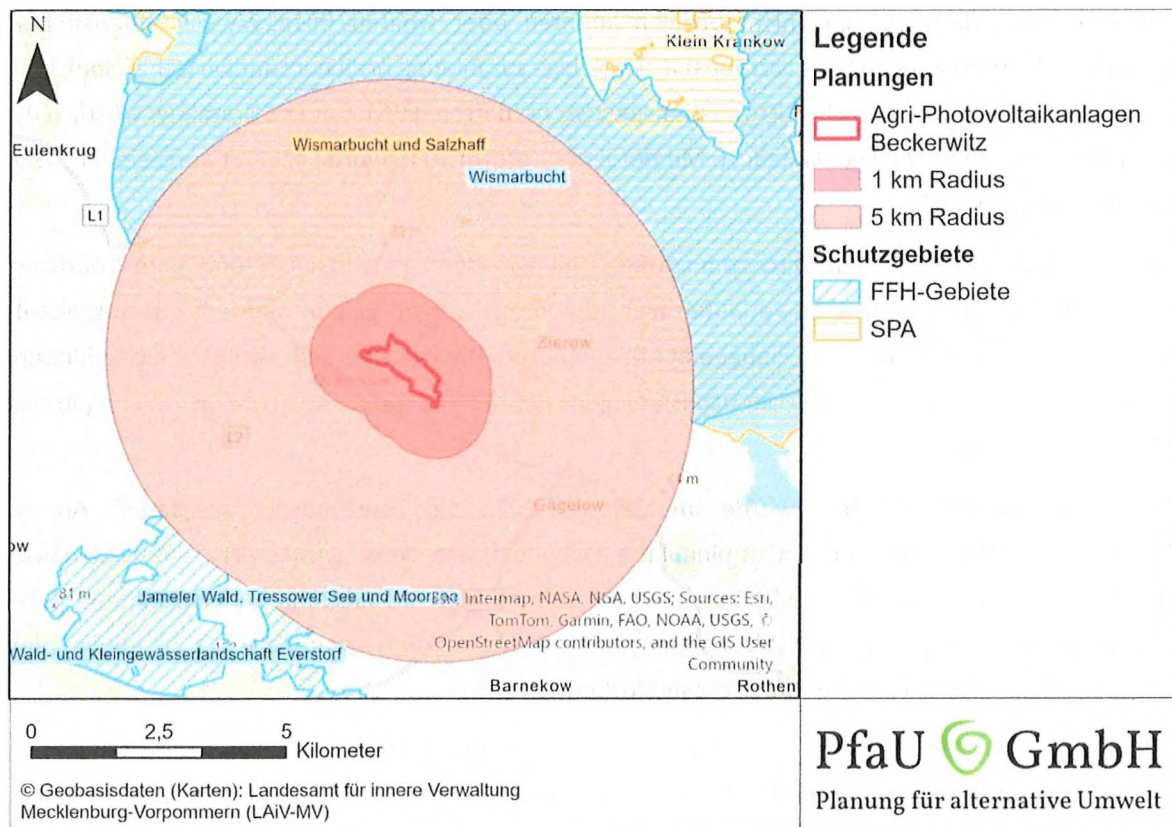 N
Klein Krankow
Eulenkrug
Wismarbucht und Salzhaff
Wismarbucht
L1
Zierow
L2
Gägelow
m
ow
81 m
Jameler Wald, Tressower See und Moorsee
Esri, Intermap, NASA, NGA, USGS; Sources: Esri,
TomTom, Garmin, FAO, NOAA, USGS, ©
OpenStreetMap contributors, and the GIS User
Community
Wald- und Kleingewässerlandschaft Everstorf
Barnekow
Rothen
Legende
Planungen
Agri-Photovoltaikanlagen
Beckerwitz
1 km Radius
5 km Radius
Schutzgebiete
FFH-Gebiete
SPA
0 2,5 5
Kilometer
© Geobasisdaten (Karten): Landesamt für innere Verwaltung
Mecklenburg-Vorpommern (LAiV-MV)
PfaU GmbH
Planung für alternative Umwelt